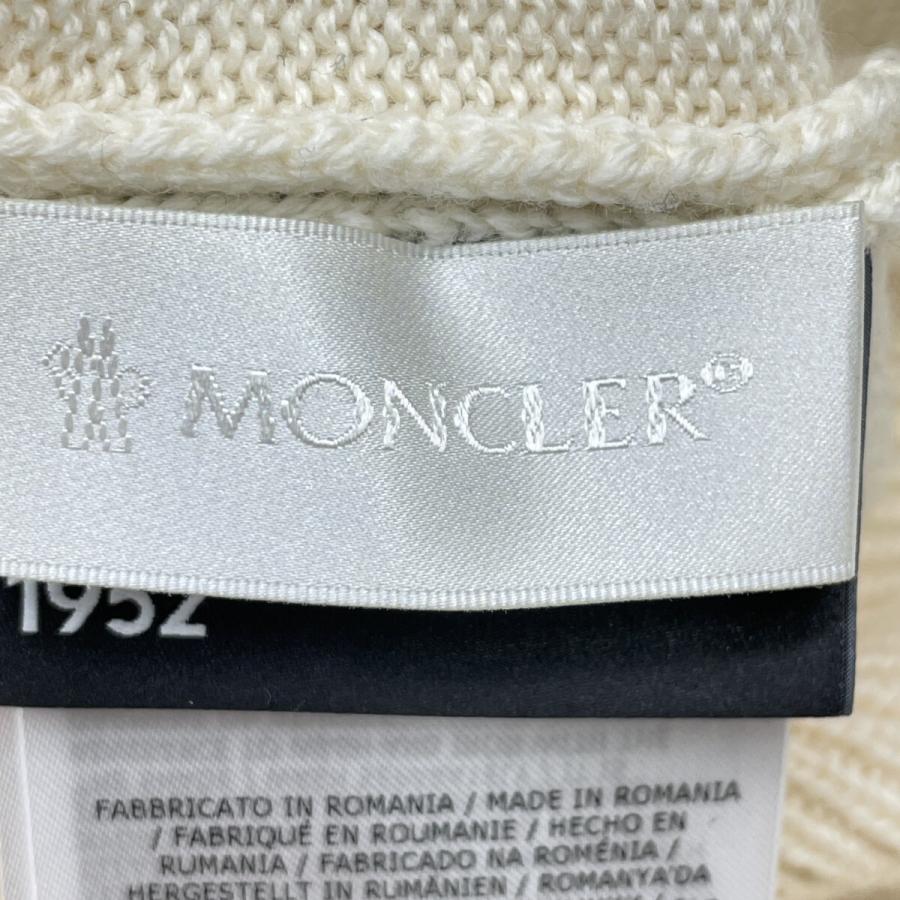 MONCLER®
1952
FABBRICATO IN ROMANIA / MADE IN ROMANIA
/ FABRIQUÉ EN ROUMANIE / HECHO EN
RUMANIA / FABRICADO NA ROMÉNIA /
HERGESTELLT IN RUMÄNIEN / ROMANYA'DA